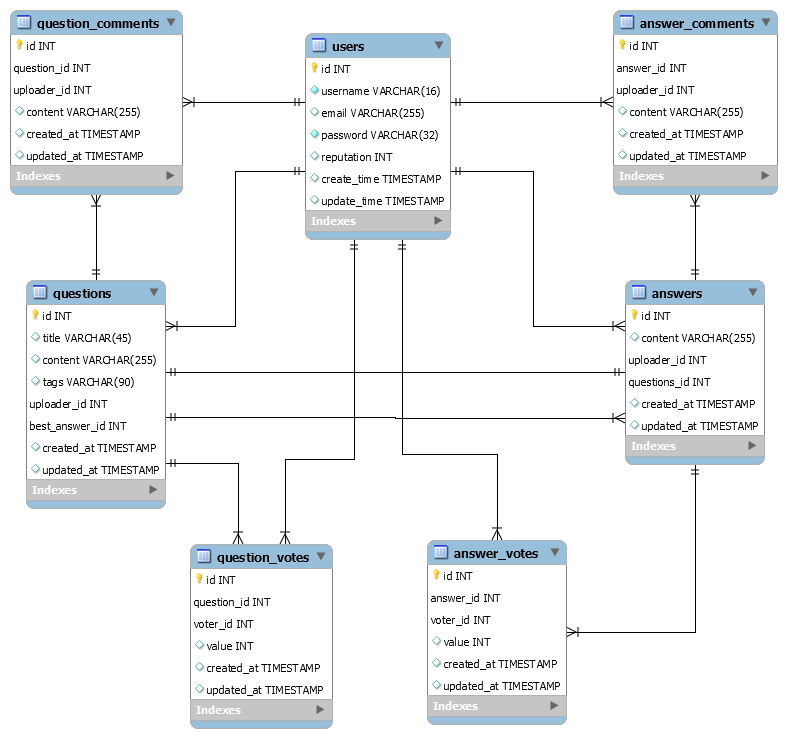 question_comments
id INT
question_id INT
uploader_id INT
content VARCHAR(255)
created_at TIMESTAMP
updated_at TIMESTAMP
Indexes
users
id INT
username VARCHAR(16)
email VARCHAR(255)
password VARCHAR(32)
reputation INT
create_time TIMESTAMP
update_time TIMESTAMP
Indexes
answer_comments
id INT
answer_id INT
uploader_id INT
content VARCHAR(255)
created_at TIMESTAMP
updated_at TIMESTAMP
Indexes
questions
id INT
title VARCHAR(45)
content VARCHAR(255)
tags VARCHAR(90)
uploader_id INT
best_answer_id INT
created_at TIMESTAMP
updated_at TIMESTAMP
Indexes
answers
id INT
content VARCHAR(255)
uploader_id INT
questions_id INT
created_at TIMESTAMP
updated_at TIMESTAMP
Indexes
question_votes
id INT
question_id INT
voter_id INT
value INT
created_at TIMESTAMP
updated_at TIMESTAMP
Indexes
answer_votes
id INT
answer_id INT
voter_id INT
value INT
created_at TIMESTAMP
updated_at TIMESTAMP
Indexes